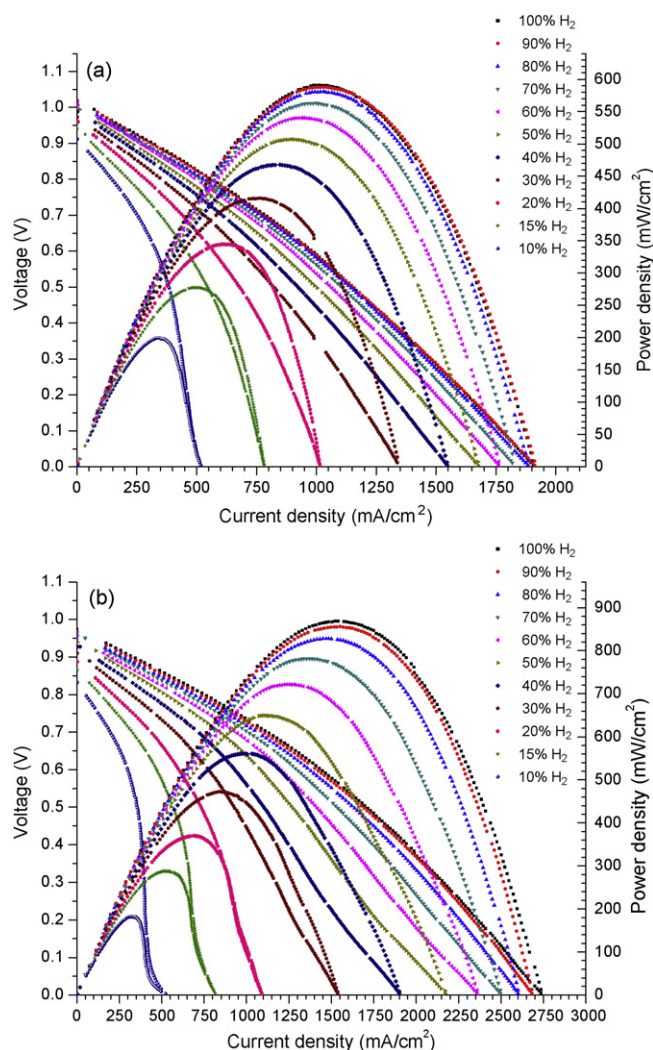 (a)
100% H2
90% H2
80% H2
70% H2
60% H2
50% H2
40% H2
30% H2
20% H2
15% H2
10% H2
Voltage (V)
1.1
1.0
0.9
0.8
0.7
0.6
0.5
0.4
0.3
0.2
0.1
0.0
Power density (mW/cm²)
600
550
500
450
400
350
300
250
200
150
100
50
0
250 500 750 1000 1250 1500 1750 2000
Current density (mA/cm²)
(b)
100% H2
90% H2
80% H2
70% H2
60% H2
50% H2
40% H2
30% H2
20% H2
15% H2
10% H2
Voltage (V)
1.1
1.0
0.9
0.8
0.7
0.6
0.5
0.4
0.3
0.2
0.1
0.0
Power density (mW/cm²)
900
800
700
600
500
400
300
200
100
0
0 250 500 750 1000 1250 1500 1750 2000 2250 2500 2750 3000
Current density (mA/cm²)